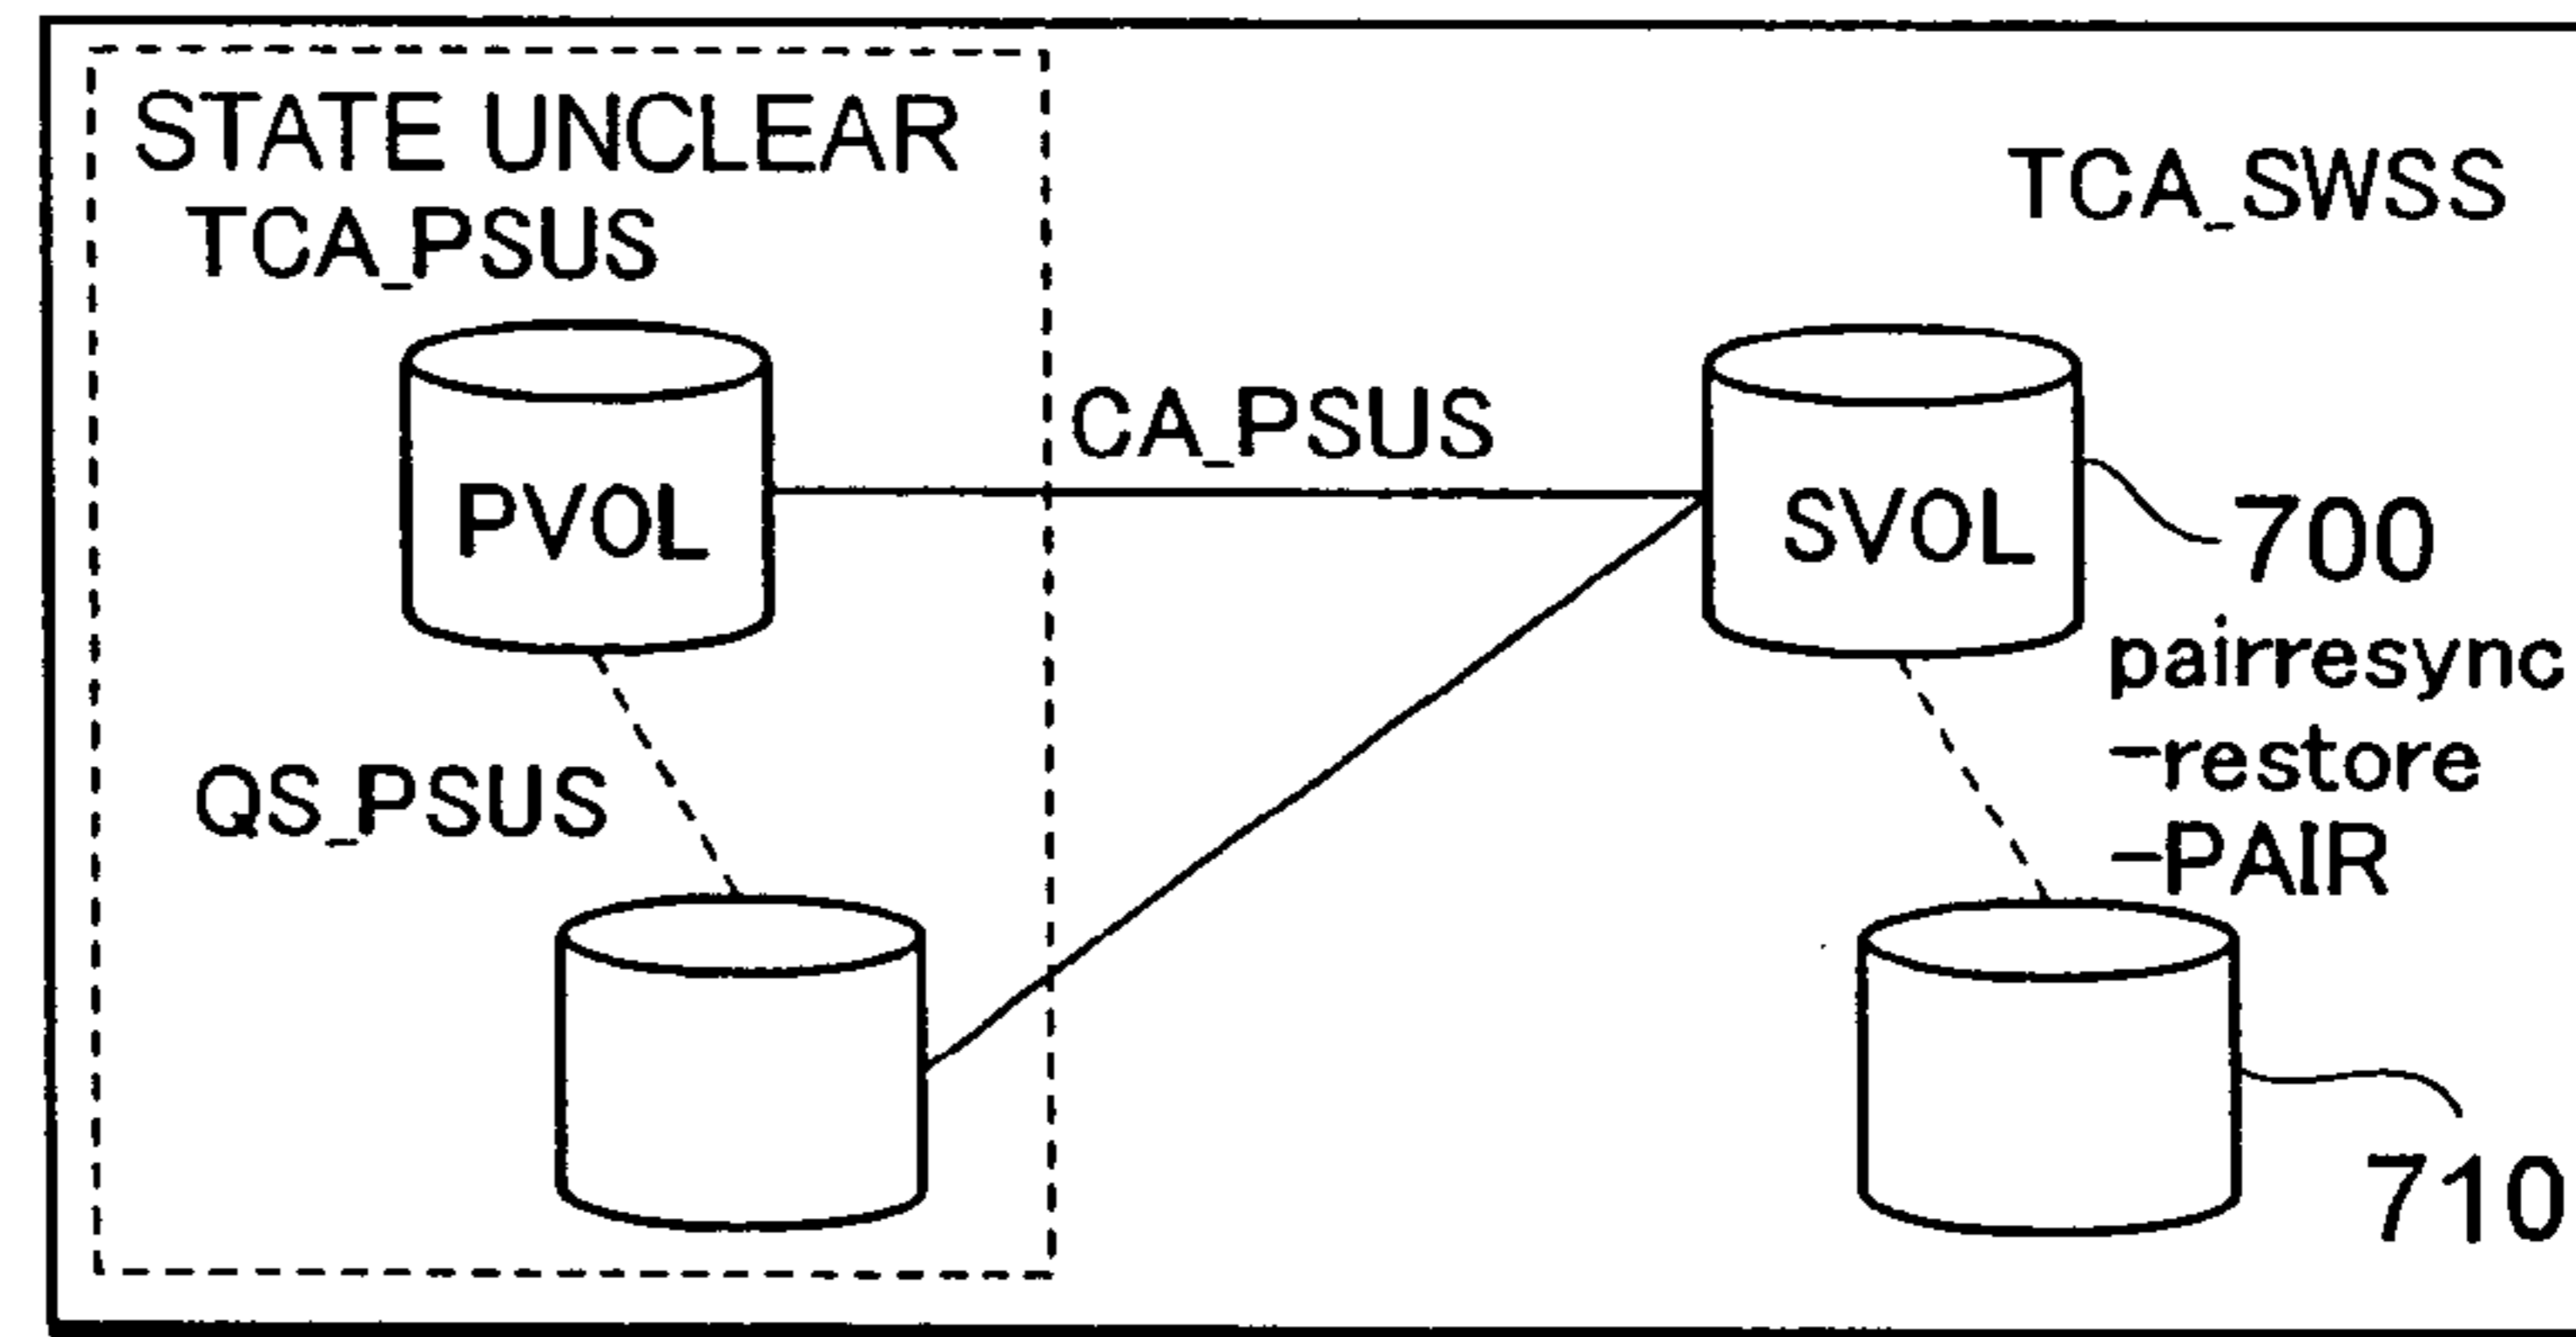 STATE UNCLEAR
TCA_PSUS
TCA_SWSS
CA_PSUS
PVOL
SVOL
700
pairresync
-restore
-PAIR
QS_PSUS
710